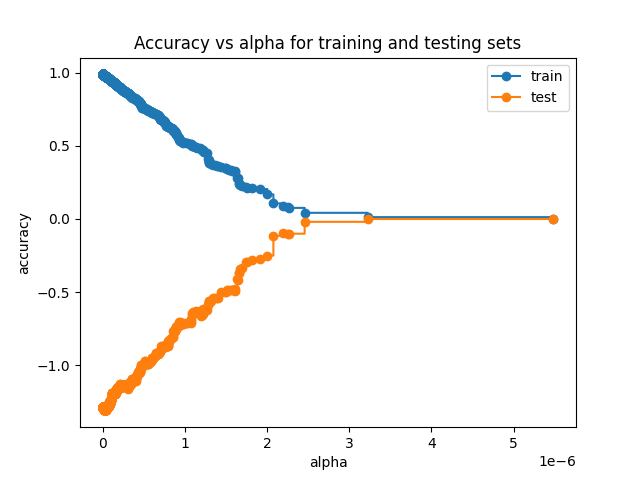 Accuracy vs alpha for training and testing sets
train
test
accuracy
1.0
0.5
0.0
−0.5
−1.0
0
1
2
3
4
5
1e−6
alpha